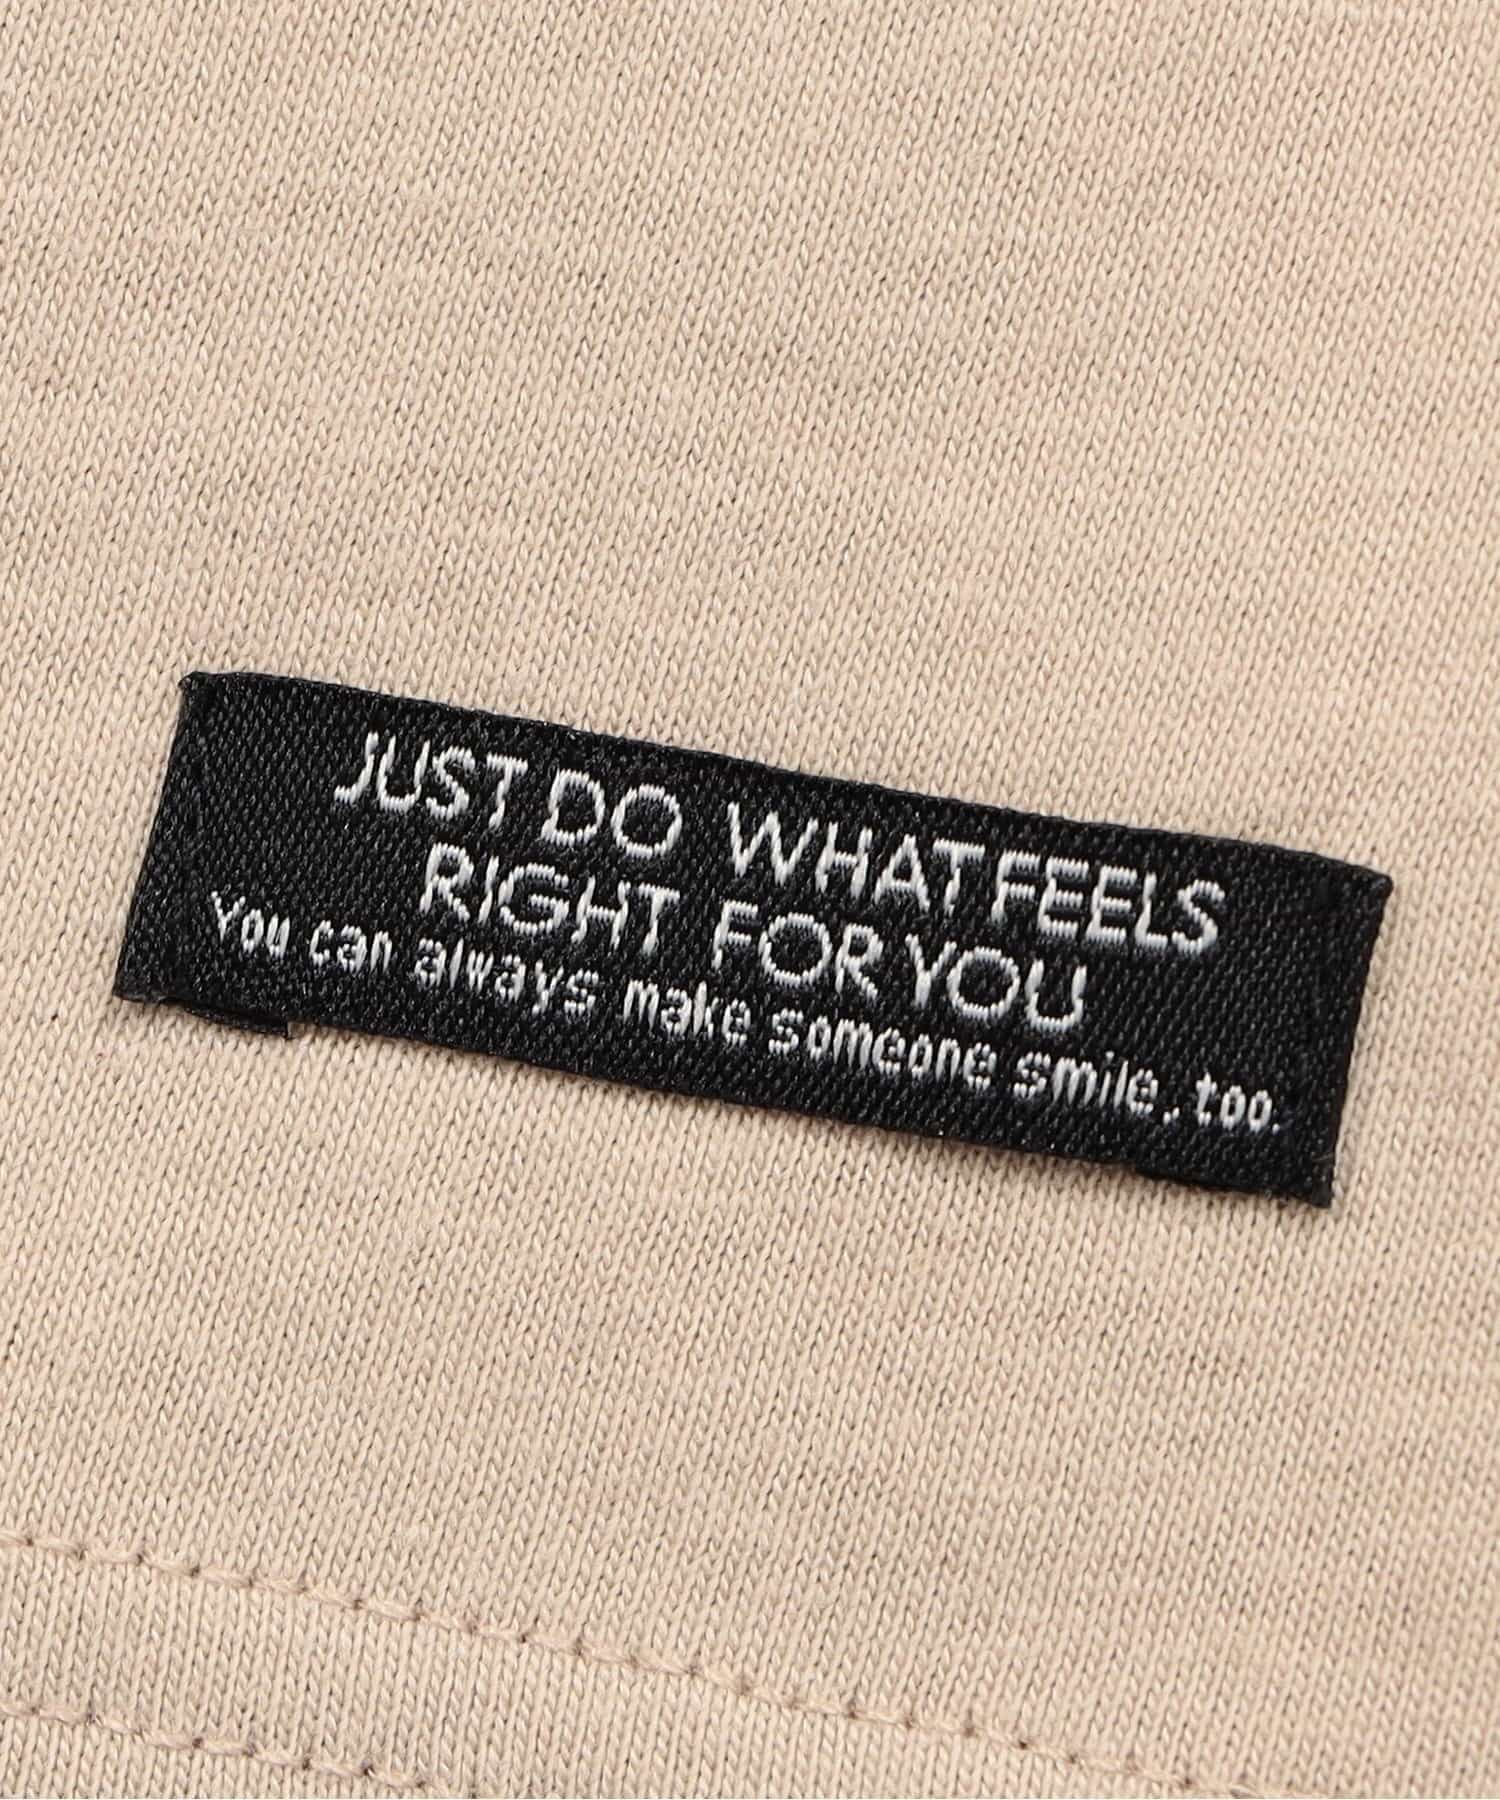 JUST DO WHAT FEELS
RIGHT FOR YOU
You can always make someone smile, too.